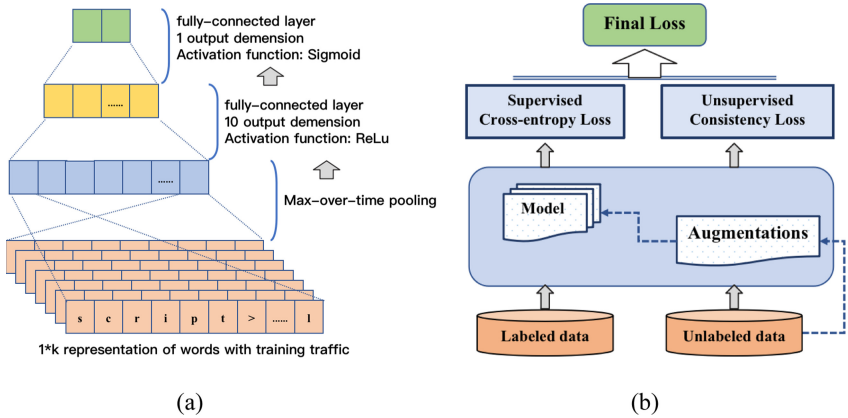 fully-connected layer
1 output demension
Activation function: Sigmoid
......
fully-connected layer
10 output demension
Activation function: ReLu
......
Max-over-time pooling
s c r i p t > ...... l
1*k representation of words with training traffic
(a)
Final Loss
Supervised
Cross-entropy Loss
Unsupervised
Consistency Loss
Model
Augmentations
Labeled data
Unlabeled data
(b)